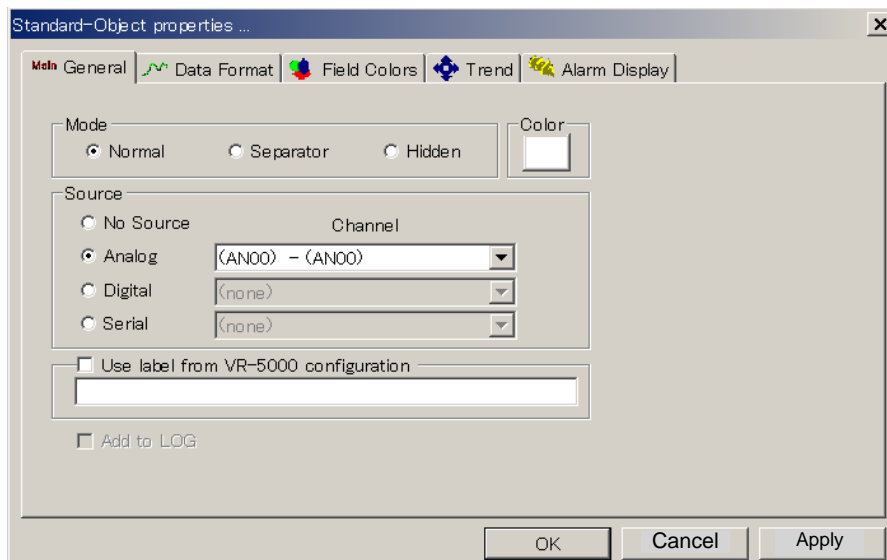 Standard-Object properties ...
Main General Data Format Field Colors Trend Alarm Display
Mode
Normal Separator Hidden
Color
Source
No Source Channel
Analog (AN00) - (AN00)
Digital (none)
Serial (none)
Use label from VR-5000 configuration
Add to LOG
OK Cancel Apply